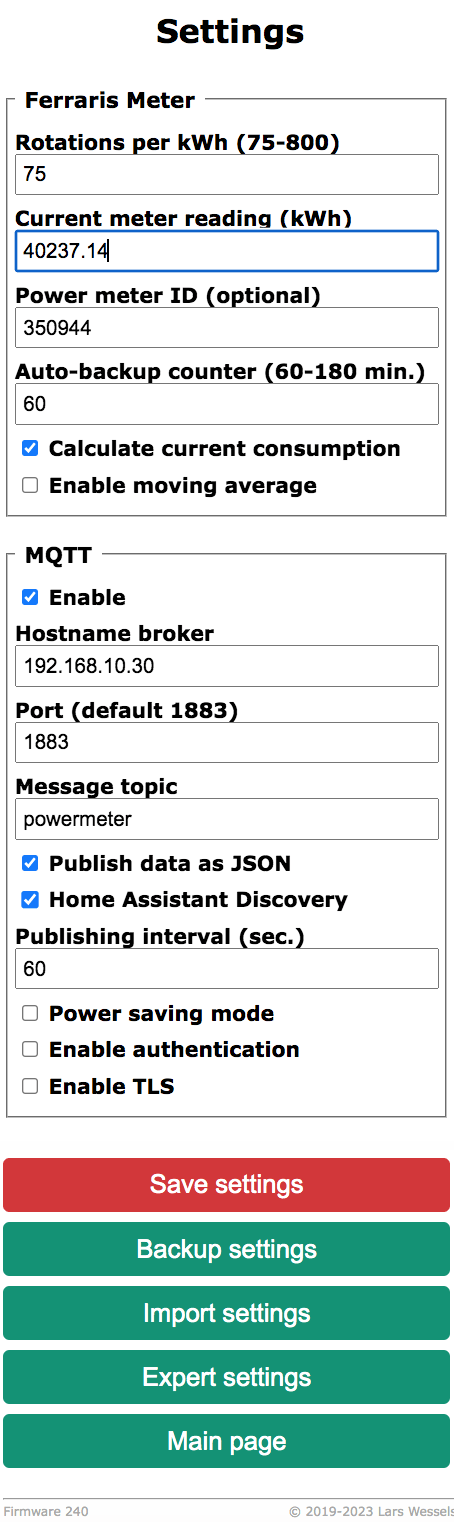 Settings
Ferraris Meter
Rotations per kWh (75-800)
75
Current meter reading (kWh)
40237.14
Power meter ID (optional)
350944
Auto-backup counter (60-180 min.)
60
Calculate current consumption
Enable moving average
MQTT
Enable
Hostname broker
192.168.10.30
Port (default 1883)
1883
Message topic
powermeter
Publish data as JSON
Home Assistant Discovery
Publishing interval (sec.)
60
Power saving mode
Enable authentication
Enable TLS
Save settings
Backup settings
Import settings
Expert settings
Main page
Firmware 240 © 2019-2023 Lars Wessels